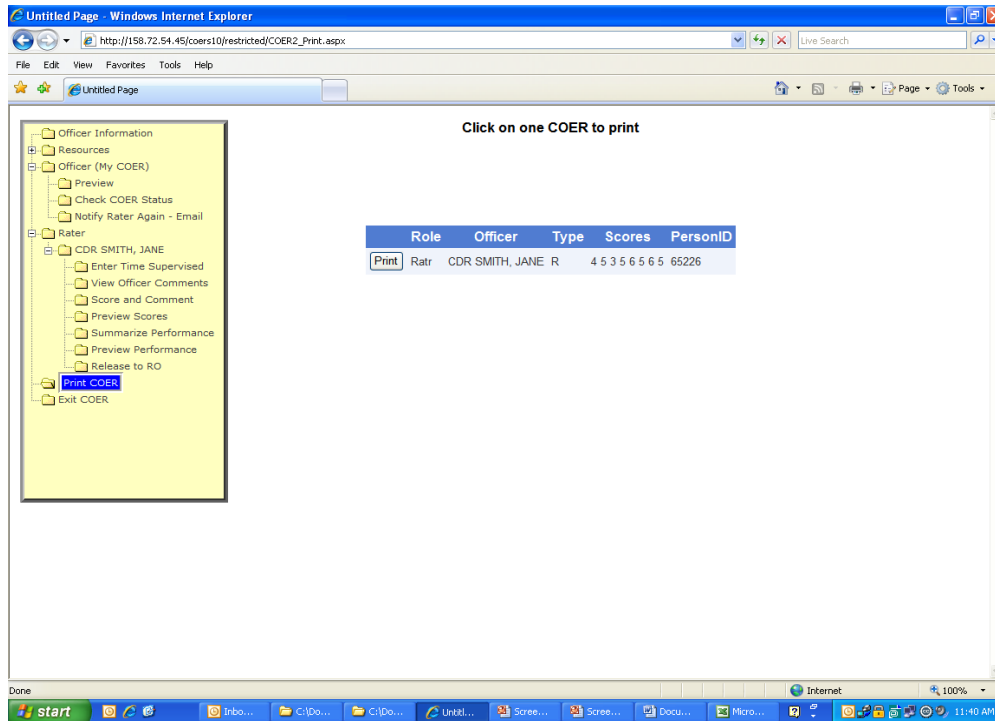 Untitled Page - Windows Internet Explorer
http://158.72.54.45/coers10/restricted/COER2_Print.aspx
Live Search
File Edit View Favorites Tools Help
Untitled Page
Page Tools
Click on one COER to print
Officer Information
Resources
Officer (My COER)
Preview
Check COER Status
Notify Rater Again - Email
Rater
CDR SMITH, JANE
Enter Time Supervised
View Officer Comments
Score and Comment
Preview Scores
Summarize Performance
Preview Performance
Release to RO
Print COER
Exit COER
Role Officer Type Scores PersonID
Print Ratr CDR SMITH, JANE R 4 5 3 5 6 5 6 5 65226
Done
Internet
100%
start
Inbo...
C:\Do...
C:\Do...
Untitl...
Scree...
Scree...
Docu...
Micro...
11:40 AM